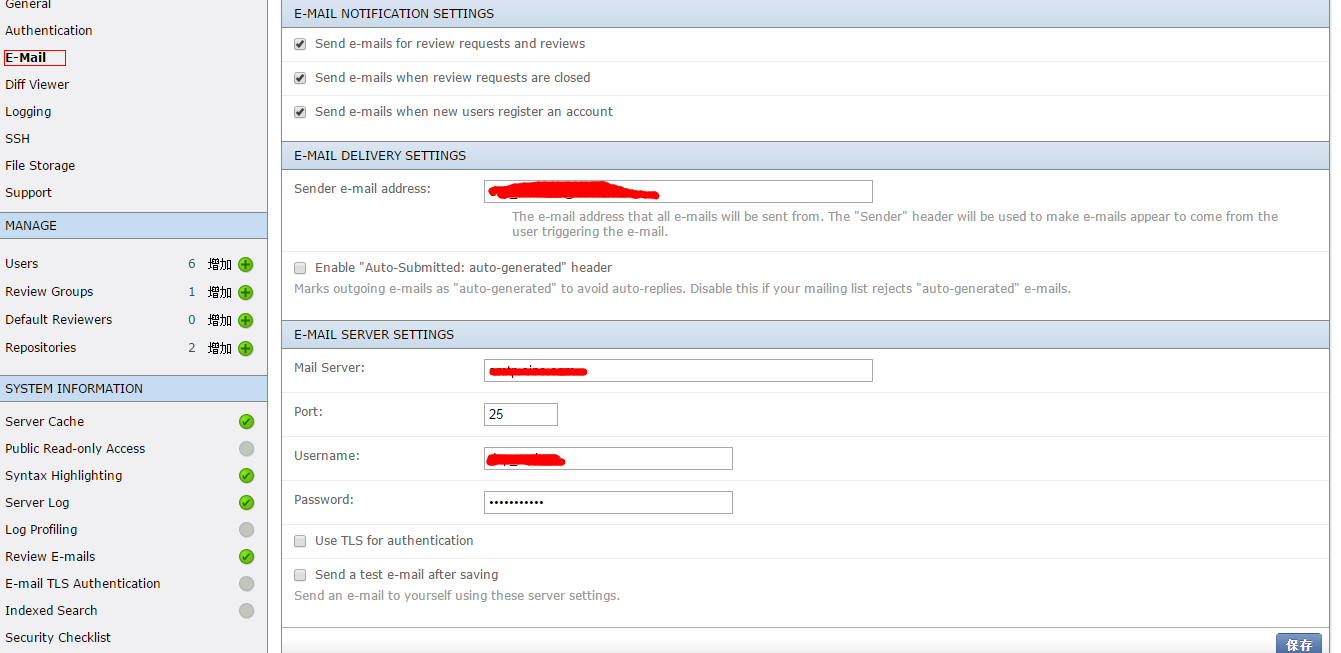 General
Authentication
E-Mail
Diff Viewer
Logging
SSH
File Storage
Support
MANAGE
Users 6 增加
Review Groups 1 增加
Default Reviewers 0 增加
Repositories 2 增加
SYSTEM INFORMATION
Server Cache
Public Read-only Access
Syntax Highlighting
Server Log
Log Profiling
Review E-mails
E-mail TLS Authentication
Indexed Search
Security Checklist
E-MAIL NOTIFICATION SETTINGS
Send e-mails for review requests and reviews
Send e-mails when review requests are closed
Send e-mails when new users register an account
E-MAIL DELIVERY SETTINGS
Sender e-mail address:
The e-mail address that all e-mails will be sent from. The "Sender" header will be used to make e-mails appear to come from the
user triggering the e-mail.
Enable "Auto-Submitted: auto-generated" header
Marks outgoing e-mails as "auto-generated" to avoid auto-replies. Disable this if your mailing list rejects "auto-generated" e-mails.
E-MAIL SERVER SETTINGS
Mail Server:
Port: 25
Username:
Password: •••••••••••
Use TLS for authentication
Send a test e-mail after saving
Send an e-mail to yourself using these server settings.
保存